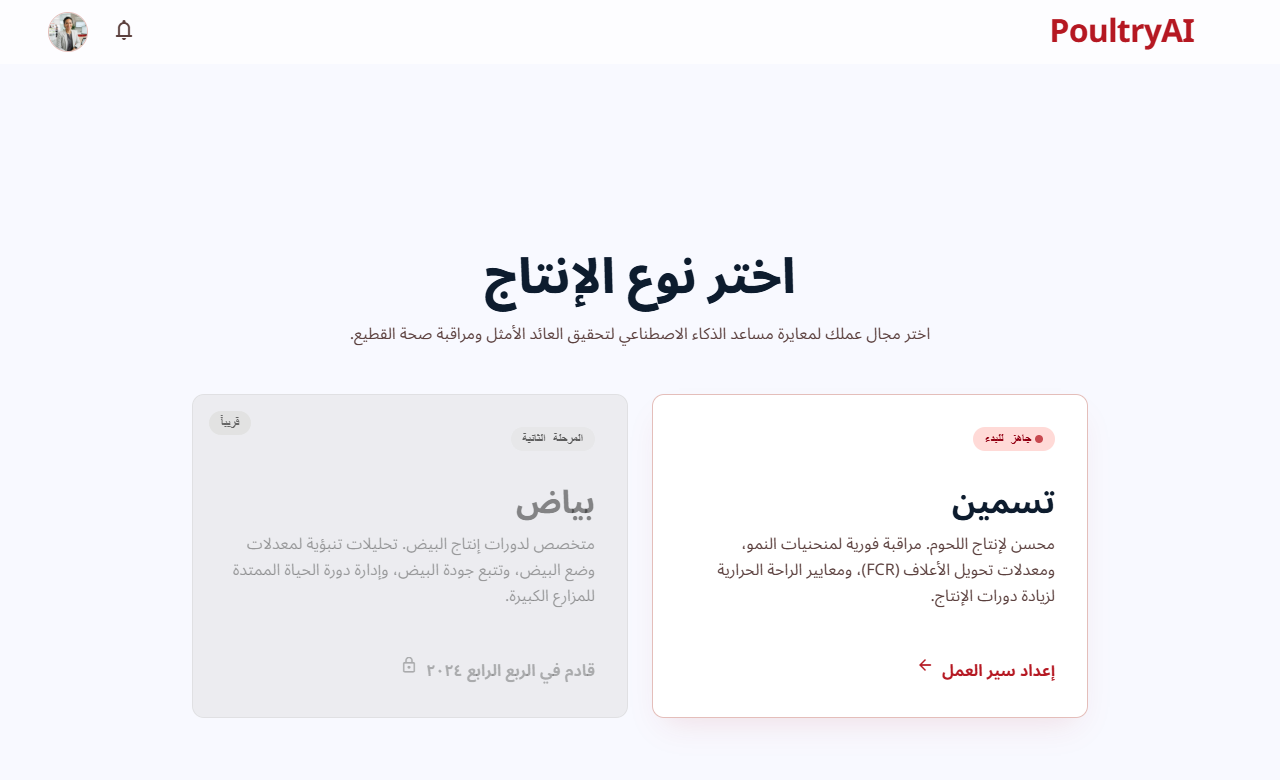 PoultryAI
اختر نوع الإنتاج
اختر مجال عملك لمعايرة مساعد الذكاء الاصطناعي لتحقيق العائد الأمثل ومراقبة صحة القطيع.
جاهز للبدء
تسمين
محسن لإنتاج اللحوم. مراقبة فورية لمنحنيات النمو،
ومعدلات تحويل الأعلاف (FCR)، ومعايير الراحة الحرارية
لزيادة دورات الإنتاج.
إعداد سير العمل
قريباً
المرحلة الثانية
بياض
متخصص لدورات إنتاج البيض. تحليلات تنبؤية لمعدلات
وضع البيض، وتتبع جودة البيض، وإدارة دورة الحياة الممتدة
للمزارع الكبيرة.
قادم في الربع الرابع ٢٠٢٤